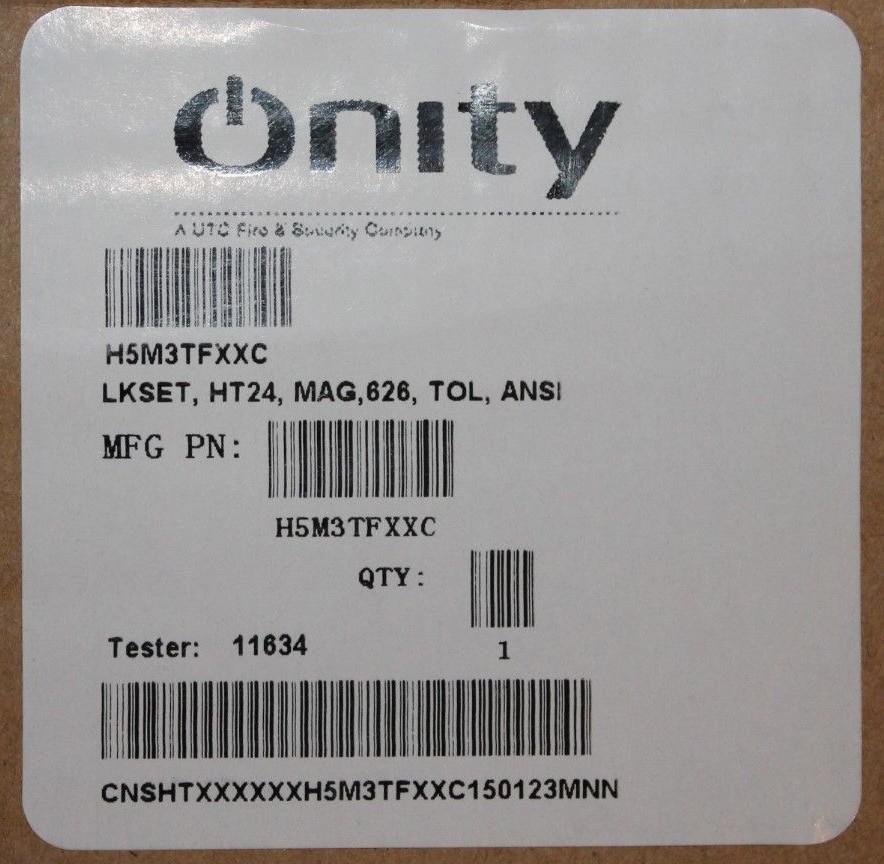 Onity
A UTC Fire & Security Company
H5M3TFXXC
LKSET, HT24, MAG,626, TOL, ANSI
MFG PN:
H5M3TFXXC
QTY:
Tester: 11634 1
CNSHTXXXXXXH5M3TFXXC150123MNN